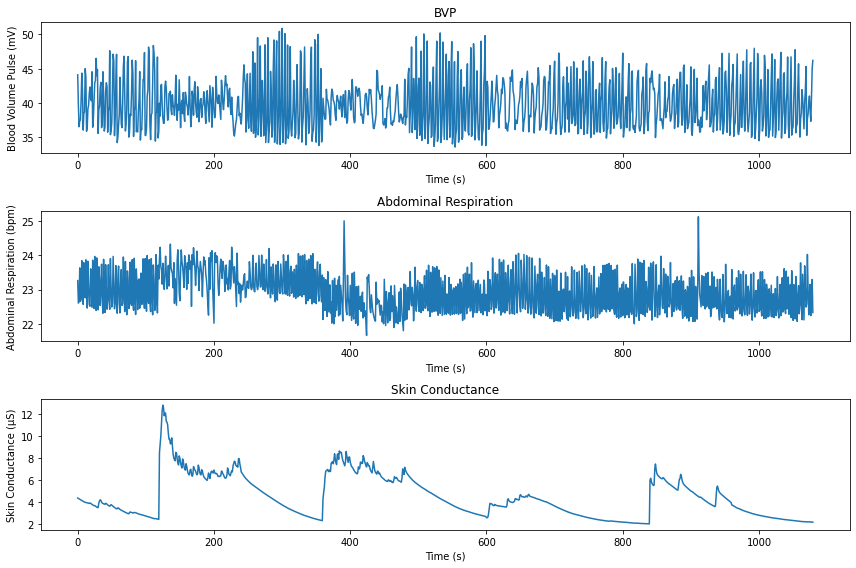 BVP
Blood Volume Pulse (mV)
50
45
40
35
0 200 400 600 800 1000
Time (s)
Abdominal Respiration
Abdominal Respiration (bpm)
25
24
23
22
0 200 400 600 800 1000
Time (s)
Skin Conductance
Skin Conductance (μS)
12
10
8
6
4
2
0 200 400 600 800 1000
Time (s)